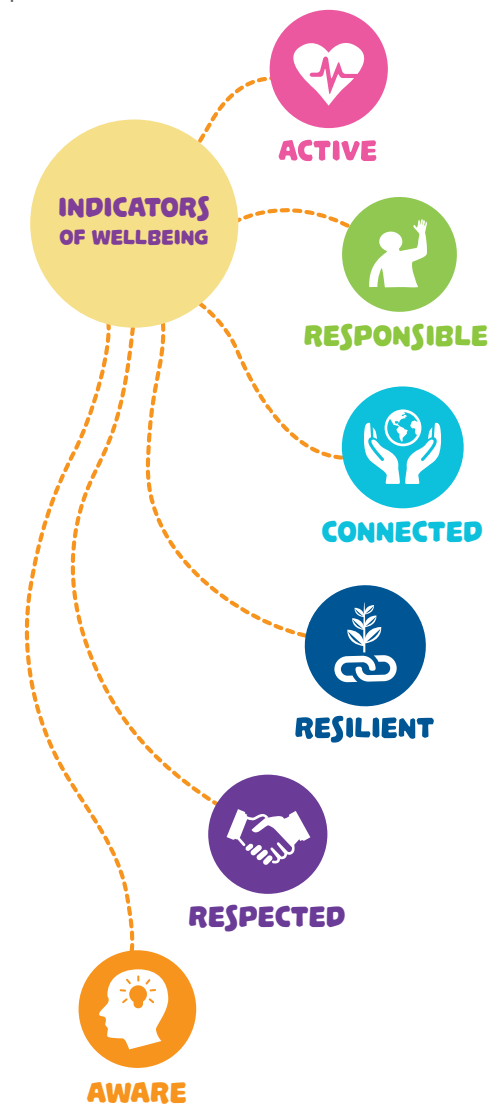 INDICATORS
OF WELLBEING
ACTIVE
RESPONSIBLE
CONNECTED
RESILIENT
RESPECTED
AWARE